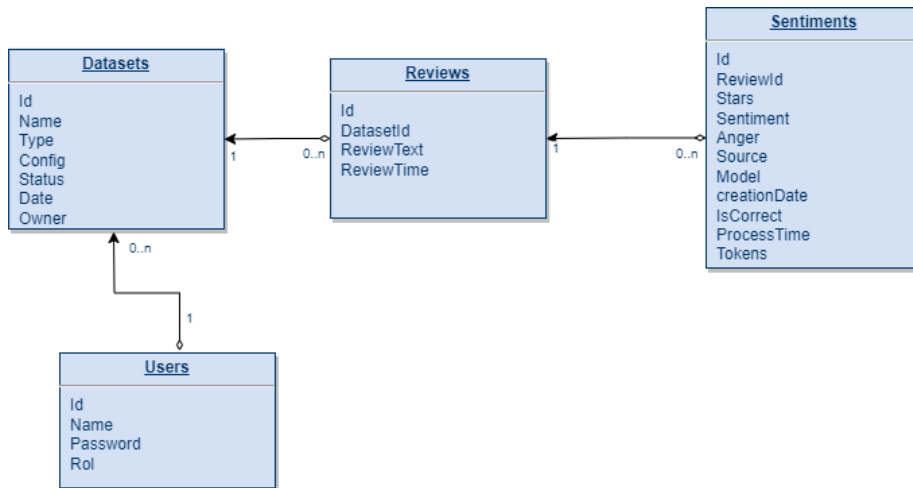 Datasets
Id
Name
Type
Config
Status
Date
Owner
1
0..n
Reviews
Id
DatasetId
ReviewText
ReviewTime
1
0..n
Sentiments
Id
ReviewId
Stars
Sentiment
Anger
Source
Model
creationDate
IsCorrect
ProcessTime
Tokens
0..n
1
Users
Id
Name
Password
Rol